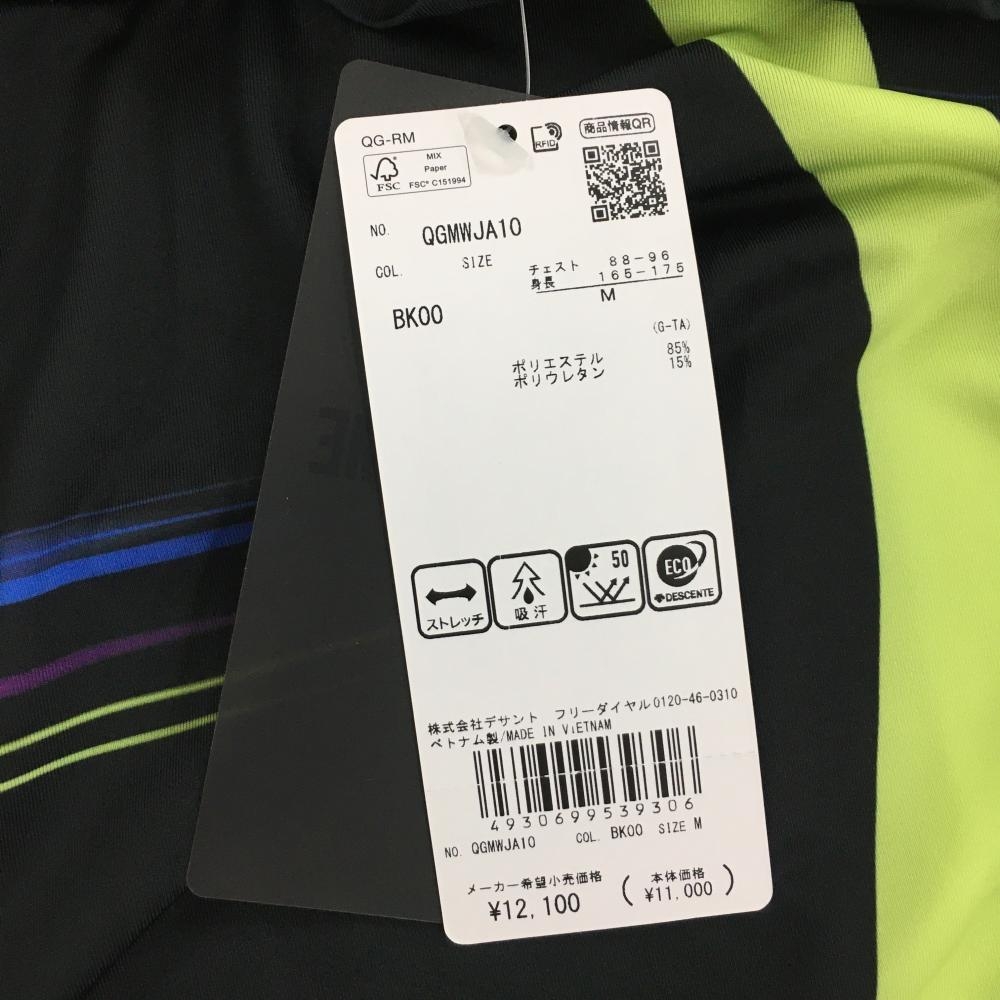 QG-RM
RFID
商品情報QR
FSC
MIX
Paper
FSC® C151994
NO. QGMWJA10
COL. SIZE
チェスト 88-96
身長 165-175
M
BK00
(G-TA)
ポリエステル 85%
ポリウレタン 15%
ストレッチ
吸汗
50
ECO
DESCENTE
株式会社デサント フリーダイヤル0120-46-0310
ベトナム製/MADE IN VIETNAM
4930699539306
NO. QGMWJA10 COL. BK00 SIZE M
メーカー希望小売価格 (本体価格
¥12,100 ¥11,000)